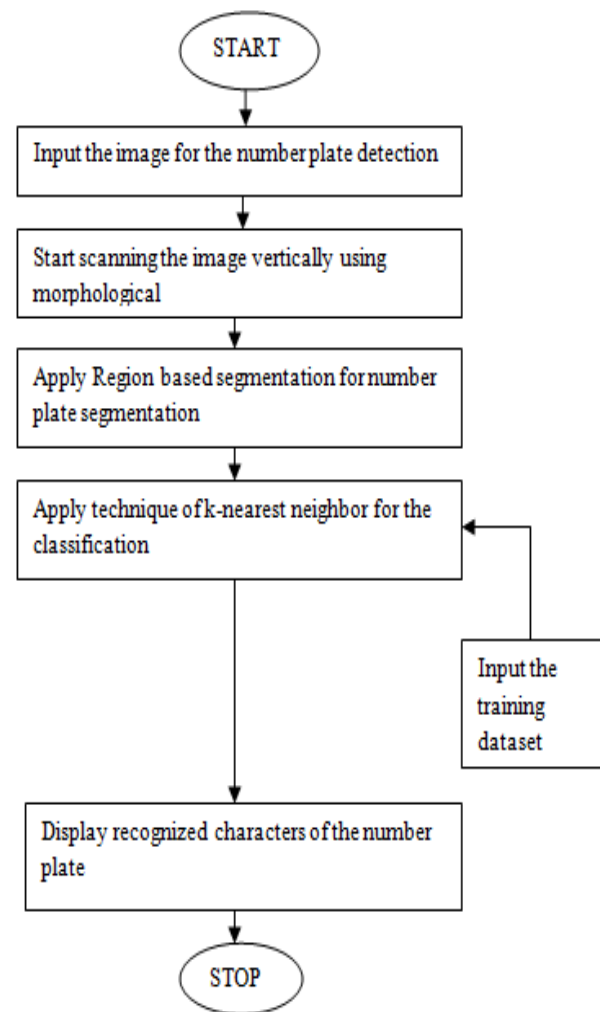 START
Input the image for the number plate detection
Start scanning the image vertically using
morphological
Apply Region based segmentation for number
plate segmentation
Apply technique of k-nearest neighbor for the
classification
Input the
training
dataset
Display recognized characters of the number
plate
STOP